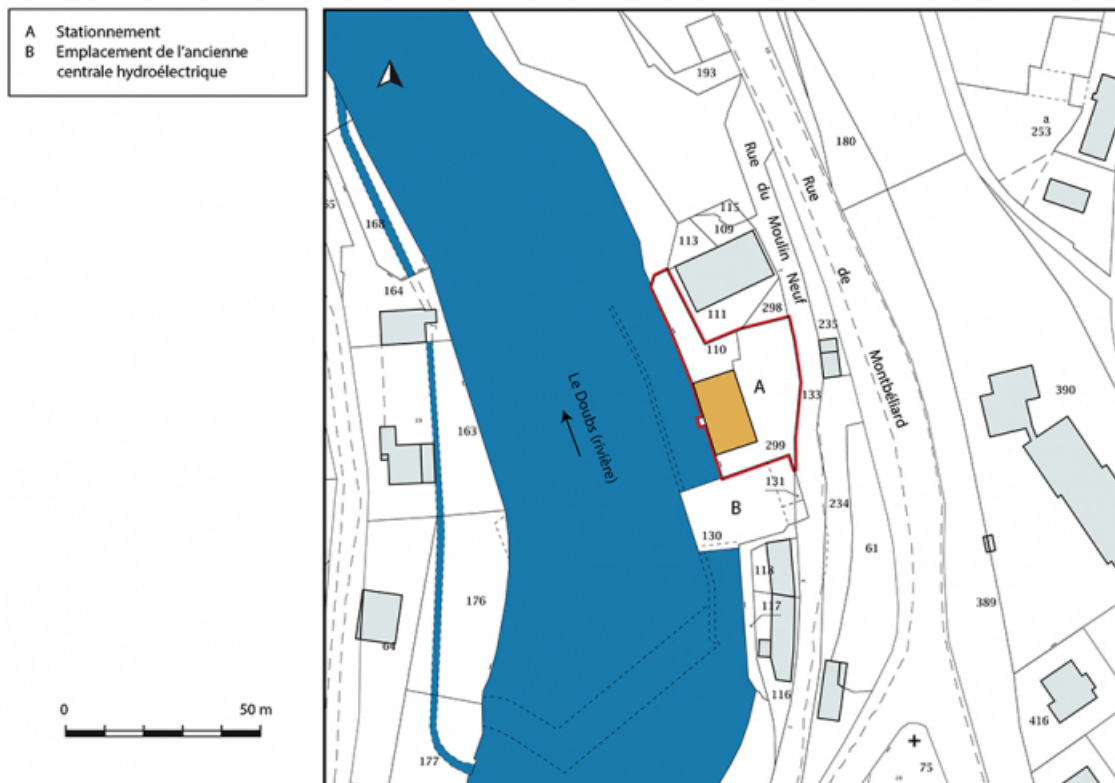 A Stationnement
B Emplacement de l'ancienne
centrale hydroélectrique
193
180
a
253
115
109
113
168
164
111
298
235
110
Rue du Moulin Neuf
Rue de Montbéliard
Le Doubs (rivière)
A
133
390
163
299
131
B
130
234
61
118
117
176
389
64
116
416
177
75
0 50 m